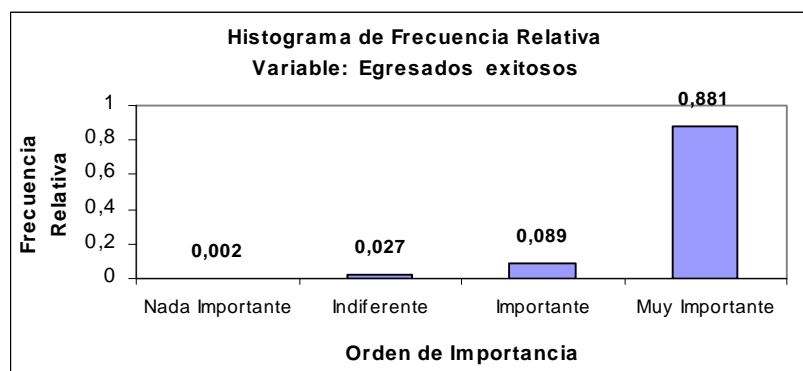 Histograma de Frecuencia Relativa
Variable: Egresados exitosos
Frecuencia
Relativa
1
0,8
0,6
0,4
0,2
0
0,002
0,027
0,089
0,881
Nada Importante
Indiferente
Importante
Muy Importante
Orden de Importancia